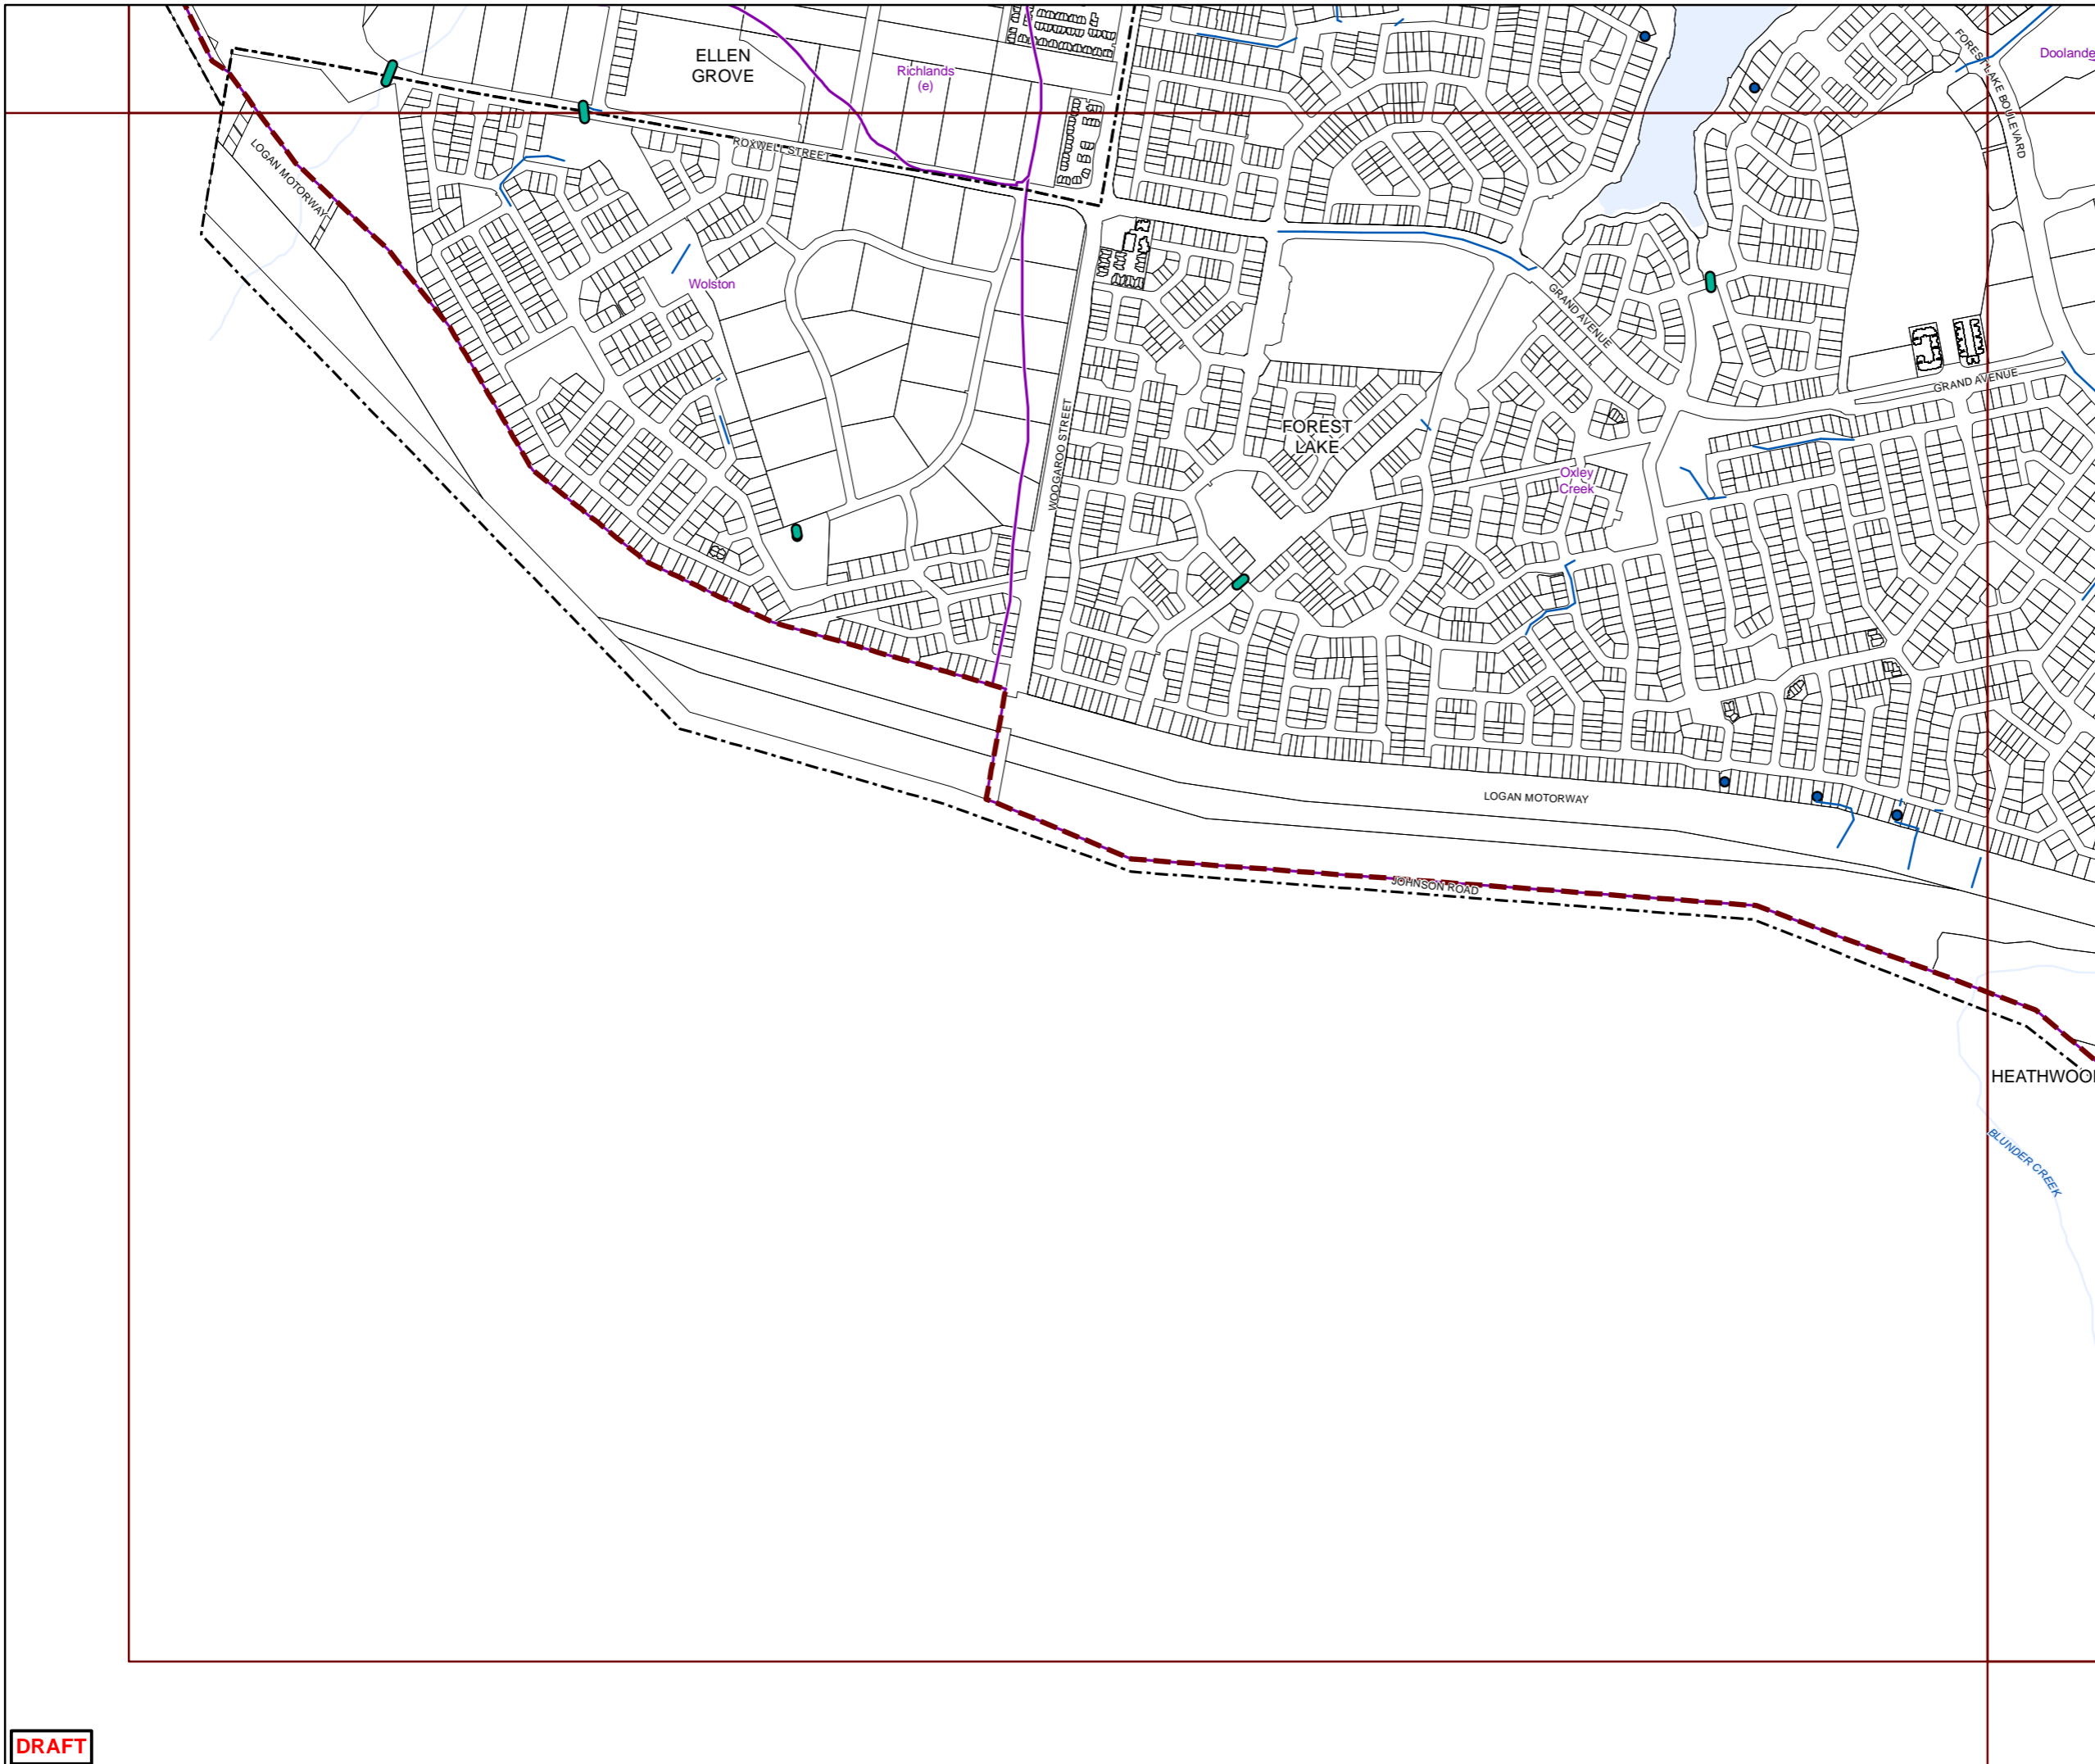 ELLEN
GROVE
Richlands
(e)
FOREST LAKE BOULEVARD
Doolande
LOGAN MOTORWAY
ROXWELL STREET
Wolston
GRAND AVENUE
GRAND AVENUE
WOOGAROO STREET
FOREST
LAKE
Oxley
Creek
LOGAN MOTORWAY
JOHNSON ROAD
HEATHWOO
BLUNDER CREEK
DRAFT